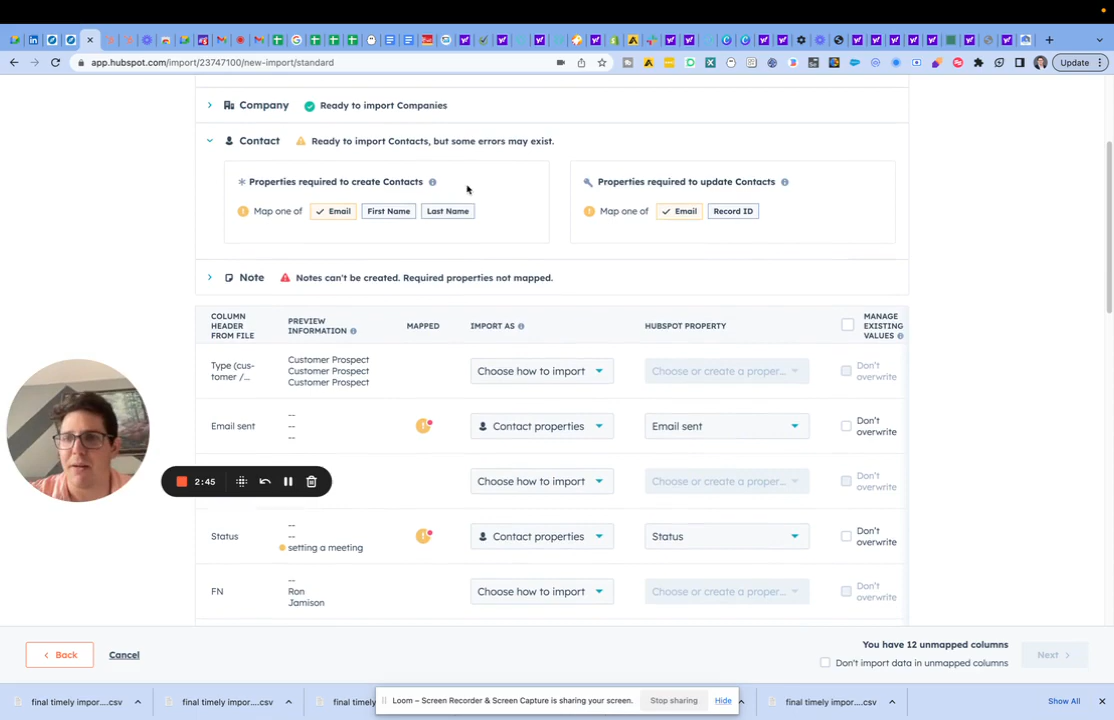 app.hubspot.com/import/23747100/new-import/standard
Update
Company Ready to import Companies
Contact Ready to import Contacts, but some errors may exist.
Properties required to create Contacts
Map one of Email First Name Last Name
Properties required to update Contacts
Map one of Email Record ID
Note Notes can't be created. Required properties not mapped.
COLUMN
HEADER
FROM FILE
PREVIEW
INFORMATION
MAPPED
IMPORT AS
HUBSPOT PROPERTY
MANAGE
EXISTING
VALUES
Type (cus-
tomer /...
Customer Prospect
Customer Prospect
Customer Prospect
Choose how to import
Choose or create a proper...
Don't
overwrite
Email sent
--
--
--
Contact properties
Email sent
Don't
overwrite
Choose how to import
Choose or create a proper...
Don't
overwrite
Status
--
--
setting a meeting
Contact properties
Status
Don't
overwrite
FN
--
Ron
Jamison
Choose how to import
Choose or create a proper...
Don't
overwrite
2:45
Back
Cancel
You have 12 unmapped columns
Don't import data in unmapped columns
Next
final timely impor....csv
final timely impor....csv
final timely impo
Loom – Screen Recorder & Screen Capture is sharing your screen.
Stop sharing
Hide
final timely impor....csv
Show All